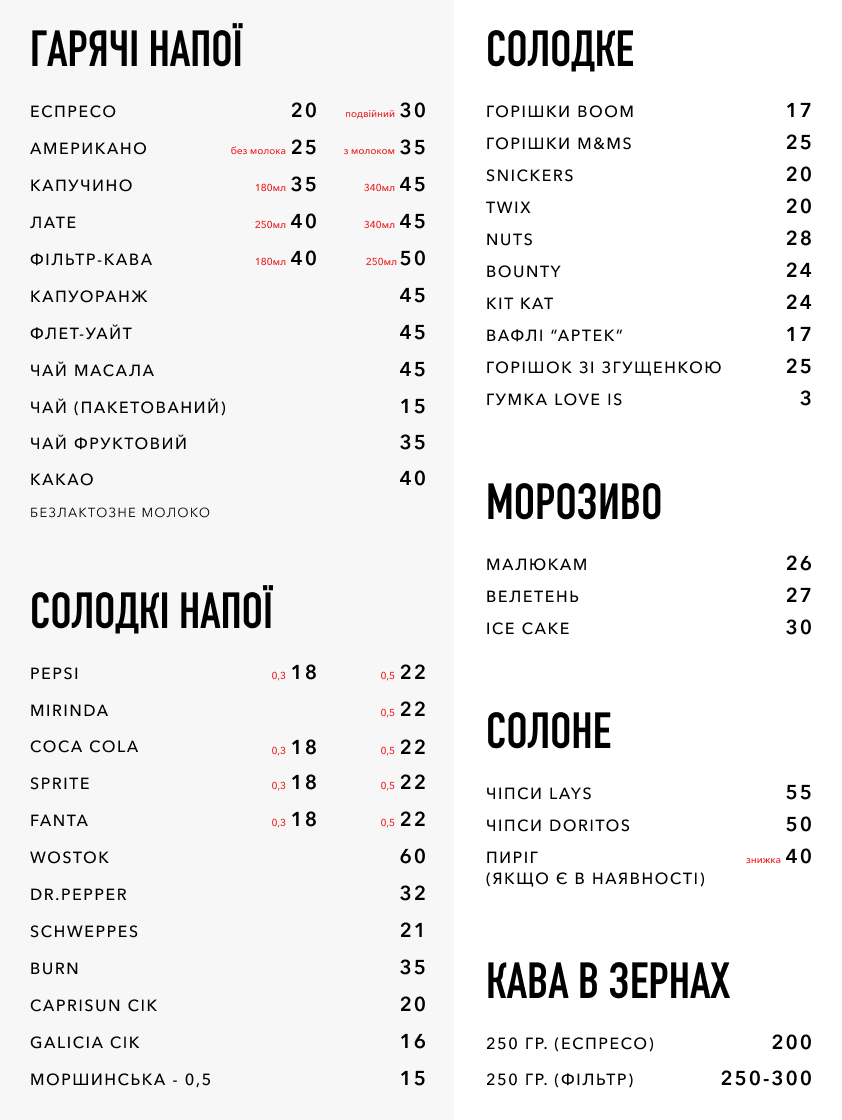 ГАРЯЧІ НАПОЇ
ЕСПРЕСО 20 подвійний 30
АМЕРИКАНО без молока 25 з молоком 35
КАПУЧИНО 180мл 35 340мл 45
ЛАТЕ 250мл 40 340мл 45
ФІЛЬТР-КАВА 180мл 40 250мл 50
КАПУОРАНЖ 45
ФЛЕТ-УАЙТ 45
ЧАЙ МАСАЛА 45
ЧАЙ (ПАКЕТОВАНИЙ) 15
ЧАЙ ФРУКТОВИЙ 35
КАКАО 40
БЕЗЛАКТОЗНЕ МОЛОКО
СОЛОДКІ НАПОЇ
PEPSI 0,3 18 0,5 22
MIRINDA 0,5 22
COCA COLA 0,3 18 0,5 22
SPRITE 0,3 18 0,5 22
FANTA 0,3 18 0,5 22
WOSTOK 60
DR.PEPPER 32
SCHWEPPES 21
BURN 35
CAPRISUN СІК 20
GALICIA СІК 16
МОРШИНСЬКА - 0,5 15
СОЛОДКЕ
ГОРІШКИ BOOM 17
ГОРІШКИ M&MS 25
SNICKERS 20
TWIX 20
NUTS 28
BOUNTY 24
KIT KAT 24
ВАФЛІ “АРТЕК” 17
ГОРІШОК ЗІ ЗГУЩЕНКОЮ 25
ГУМКА LOVE IS 3
МОРОЗИВО
МАЛЮКАМ 26
ВЕЛЕТЕНЬ 27
ICE CAKE 30
СОЛОНЕ
ЧІПСИ LAYS 55
ЧІПСИ DORITOS 50
ПИРІГ знижка 40
(ЯКЩО Є В НАЯВНОСТІ)
КАВА В ЗЕРНАХ
250 ГР. (ЕСПРЕСО) 200
250 ГР. (ФІЛЬТР) 250-300